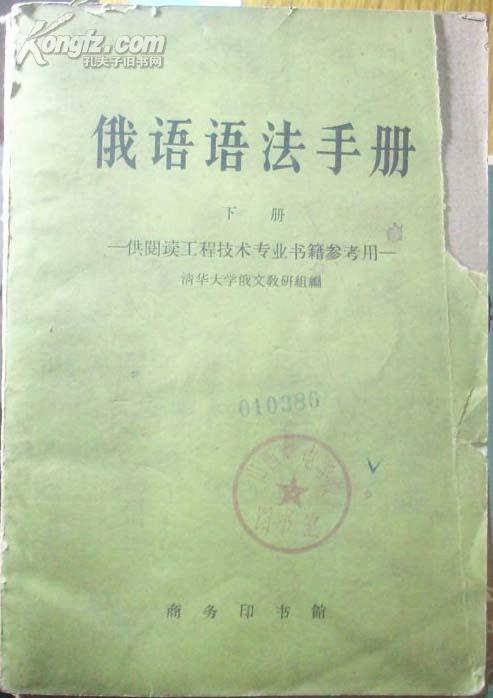 Kongfz.com
孔夫子旧书网
俄语语法手册
下册
—供閱读工程技术专业书籍参考用—
清华大学俄文教研組編
010386
商务印书館